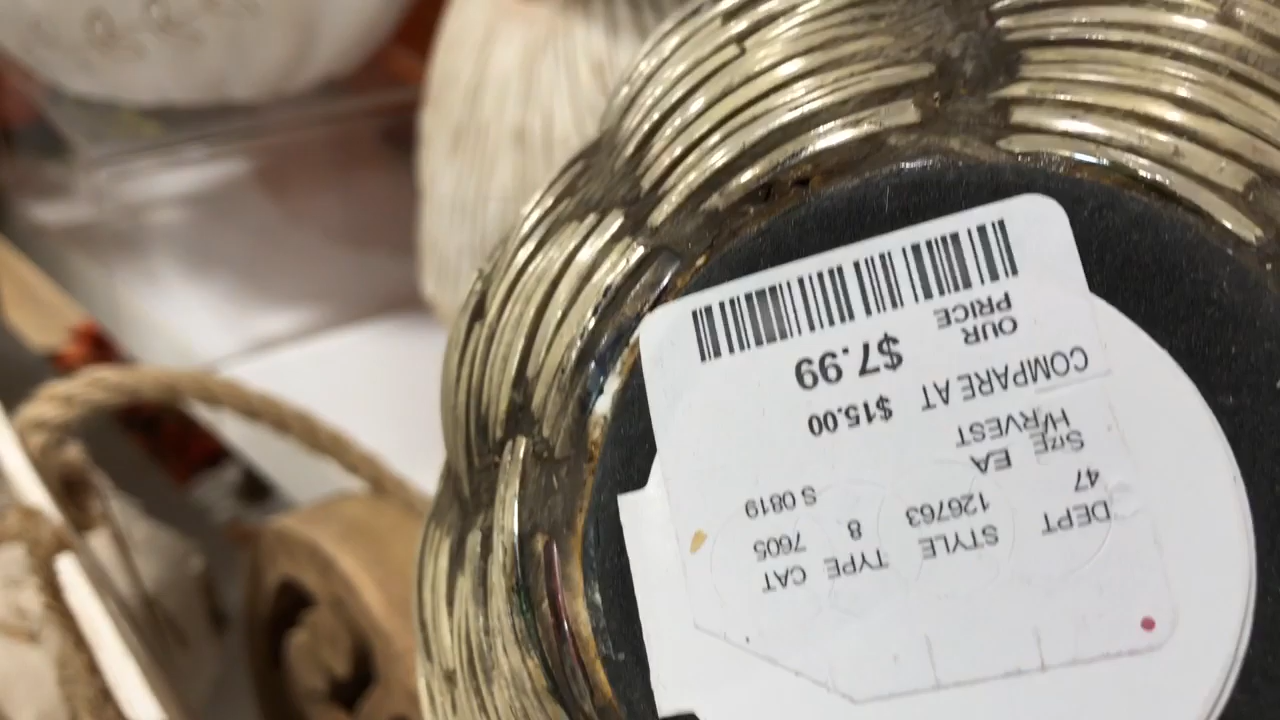 DEPT STYLE TYPE CAT
47 126763 8 7605
SIZE EA S 0819
HARVEST
COMPARE AT $15.00
OUR PRICE $7.99